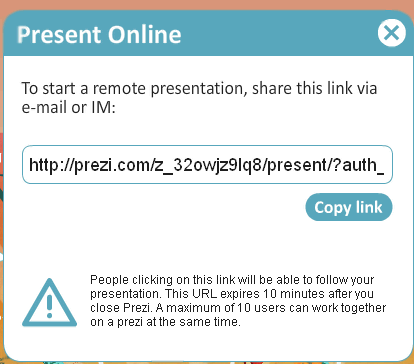 Present Online
To start a remote presentation, share this link via
e-mail or IM:
http://prezi.com/z_32owjz9lq8/present/?auth_
Copy link
People clicking on this link will be able to follow your
presentation. This URL expires 10 minutes after you
close Prezi. A maximum of 10 users can work together
on a prezi at the same time.